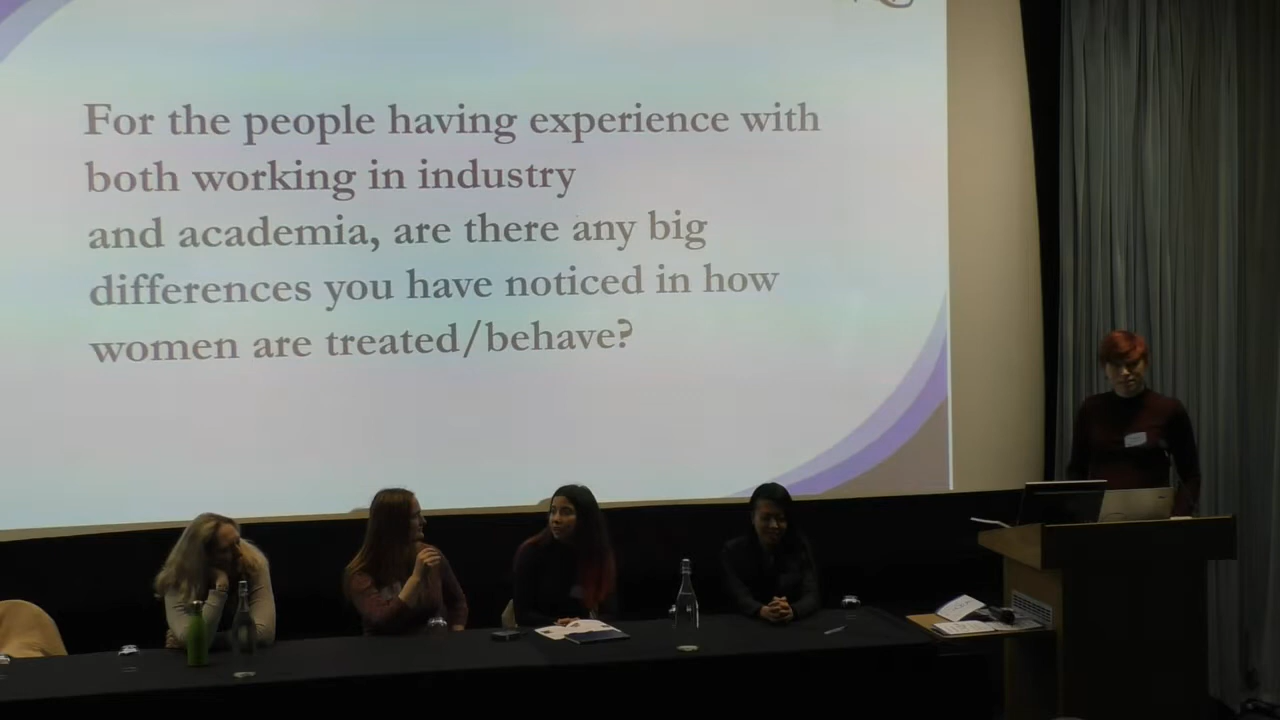 For the people having experience with
both working in industry
and academia, are there any big
differences you have noticed in how
women are treated/behave?